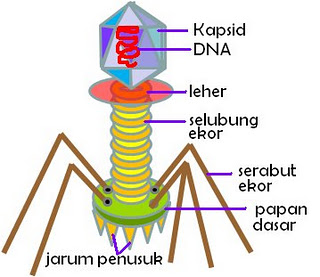 Kapsid
DNA
leher
selubung
ekor
serabut
ekor
papan
dasar
jarum penusuk